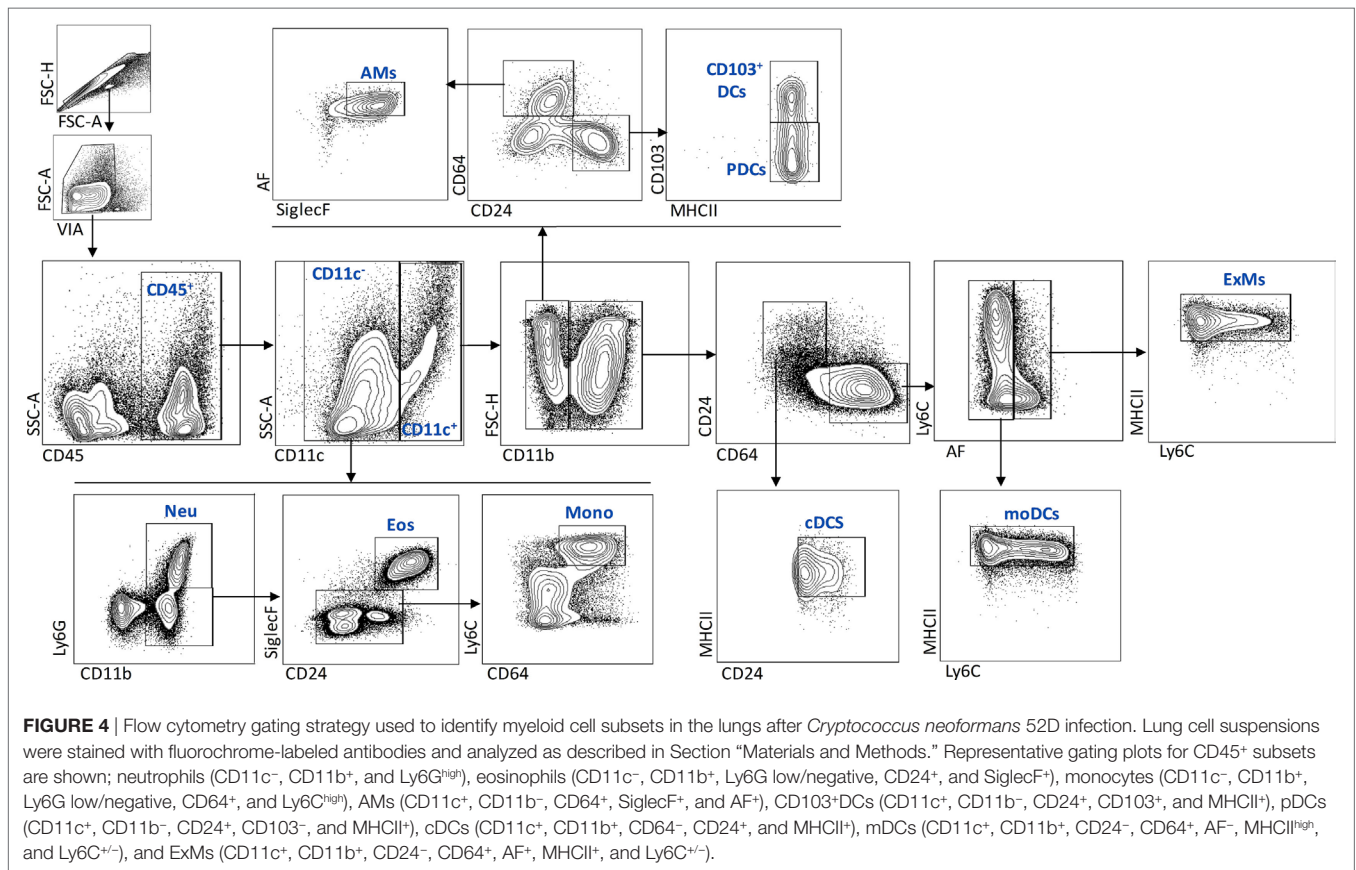 FSC-H
FSC-A
FSC-A
VIA
AF
AMs
SiglecF
CD64
CD24
CD103
CD103⁺
DCs
PDCs
MHCII
SSC-A
CD45⁺
CD45
SSC-A
CD11c⁻
CD11c⁺
CD11c
FSC-H
CD11b
CD24
CD64
Ly6C
AF
MHCII
ExMs
Ly6C
Ly6G
Neu
CD11b
SiglecF
Eos
CD24
Ly6C
Mono
CD64
MHCII
cDCS
CD24
MHCII
moDCs
Ly6C
FIGURE 4 | Flow cytometry gating strategy used to identify myeloid cell subsets in the lungs after Cryptococcus neoformans 52D infection. Lung cell suspensions
were stained with fluorochrome-labeled antibodies and analyzed as described in Section “Materials and Methods.” Representative gating plots for CD45⁺ subsets
are shown; neutrophils (CD11c⁻, CD11b⁺, and Ly6Gʰⁱᵍʰ), eosinophils (CD11c⁻, CD11b⁺, Ly6G low/negative, CD24⁺, and SiglecF⁺), monocytes (CD11c⁻, CD11b⁺,
Ly6G low/negative, CD64⁺, and Ly6Cʰⁱᵍʰ), AMs (CD11c⁺, CD11b⁻, CD64⁺, SiglecF⁺, and AF⁺), CD103⁺DCs (CD11c⁺, CD11b⁻, CD24⁺, CD103⁺, and MHCII⁺), pDCs
(CD11c⁺, CD11b⁻, CD24⁺, CD103⁻, and MHCII⁺), cDCs (CD11c⁺, CD11b⁺, CD64⁻, CD24⁺, and MHCII⁺), mDCs (CD11c⁺, CD11b⁺, CD24⁻, CD64⁺, AF⁻, MHCIIʰⁱᵍʰ,
and Ly6C⁺/⁻), and ExMs (CD11c⁺, CD11b⁺, CD24⁻, CD64⁺, AF⁺, MHCII⁺, and Ly6C⁺/⁻).